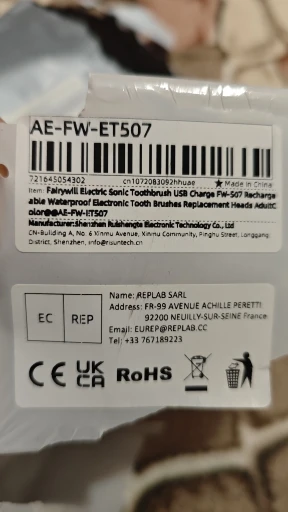 AE-FW-ET507
72164S054302 cn1072083092hhuae ★ Made in China
Item: Fairywill Electric Sonic Toothbrush USB Charge FW-507 Recharge
able Waterproof Electronic Tooth Brushes Replacement Heads AdultC
olor@@AE-FW-ET507
Manufacturer:Shenzhen Ruishengte Electronic Technology Co., Ltd
CN-Building A, No. 6 Xinmu Avenue, Xinmu Community, Pinghu Street, Longgang
District, Shenzhen, info@risuntech.cn
EC REP
Name: REPLAB SARL
Address: FR-99 AVENUE ACHILLE PERETTI
92200 NEUILLY-SUR-SEINE France
Email: EUREP@REPLAB.CC
Tel: +33 767189223
CE UK
CA RoHS